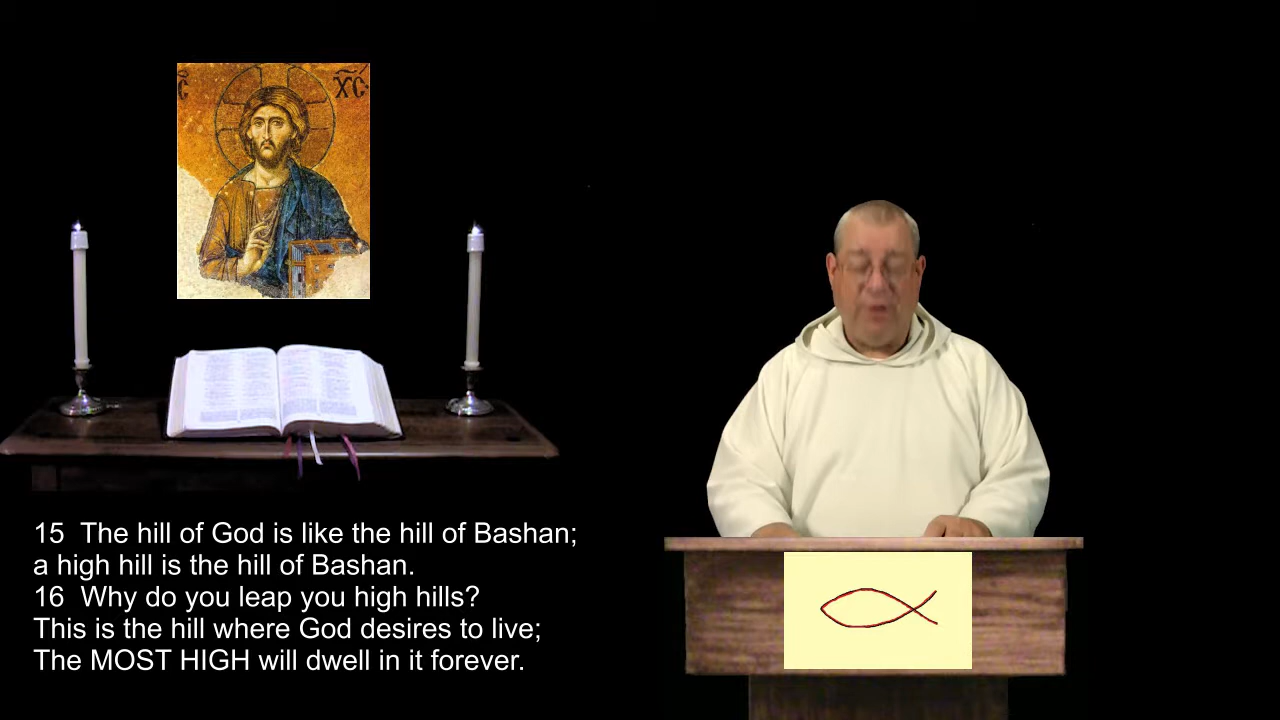 ΧC
15 The hill of God is like the hill of Bashan;
a high hill is the hill of Bashan.
16 Why do you leap you high hills?
This is the hill where God desires to live;
The MOST HIGH will dwell in it forever.